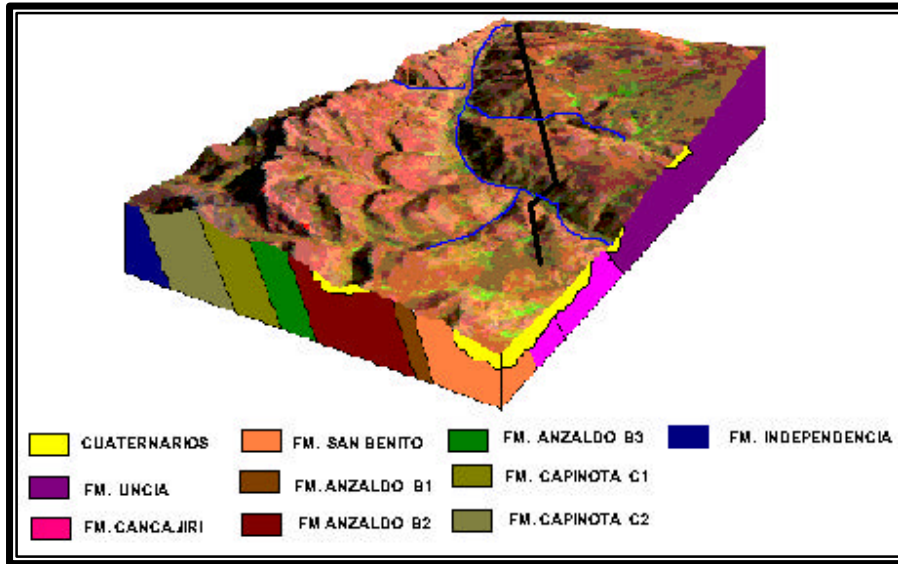 CUATERNARIOS
FM. SAN BENITO
FM. ANZALDO B3
FM. INDEPENDENCIA
FM. UNCIA
FM. ANZALDO B1
FM. CAPINOTA C1
FM. CANCAJIRI
FM ANZALDO B2
FM. CAPINOTA C2